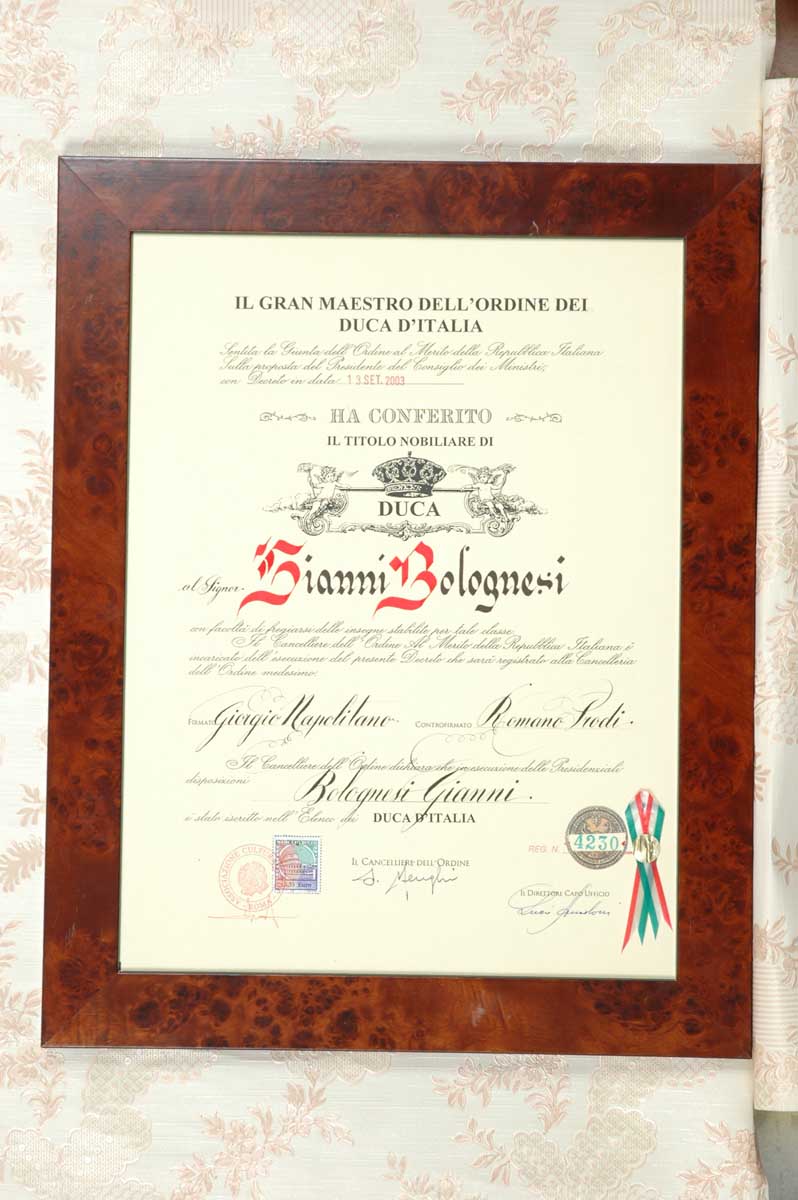 IL GRAN MAESTRO DELL'ORDINE DEI
DUCA D'ITALIA
Sentita la Giunta dell'Ordine al Merito della Repubblica Italiana
Sulla proposta del Presidente del Consiglio dei Ministri;
con Decreto in data 13 SET. 2003
HA CONFERITO
IL TITOLO NOBILIARE DI
DUCA
al Signor Gianni Bolognesi
con facoltà di fregiarsi delle insegne stabilite per tale classe
Il Cancelliere dell'Ordine Al Merito della Repubblica Italiana è
incaricato dell'esecuzione del presente Decreto che sarà registrato alla Cancelleria
dell'Ordine medesimo.
FIRMATO Giorgio Napolitano CONTROFIRMATO Romano Prodi
Il Cancelliere dell'Ordine dichiara che in esecuzione delle Presidenziali
disposizioni Bolognesi Gianni
è stato iscritto nell'Elenco dei DUCA D'ITALIA
ASSOCIAZIONE
ROMA
Euro
IL CANCELLIERE DELL'ORDINE
REG. N. 4230
IL DIRETTORE CAPO UFFICIO